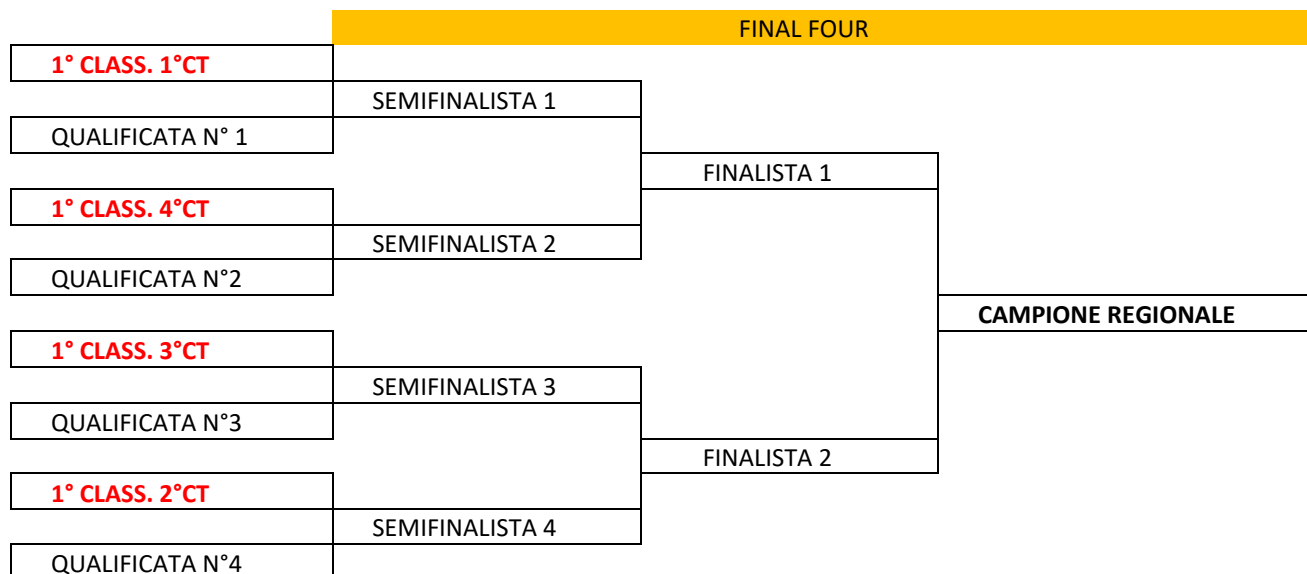 FINAL FOUR
1° CLASS. 1°CT
SEMIFINALISTA 1
QUALIFICATA N° 1
FINALISTA 1
1° CLASS. 4°CT
SEMIFINALISTA 2
QUALIFICATA N°2
CAMPIONE REGIONALE
1° CLASS. 3°CT
SEMIFINALISTA 3
QUALIFICATA N°3
FINALISTA 2
1° CLASS. 2°CT
SEMIFINALISTA 4
QUALIFICATA N°4